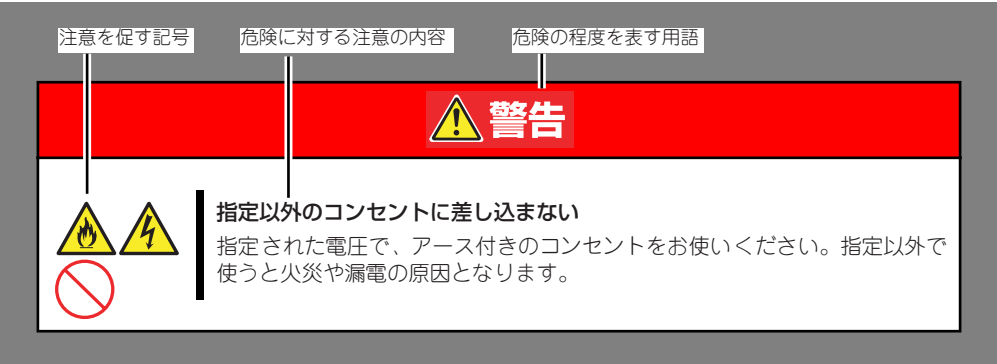 注意を促す記号
危険に対する注意の内容
危険の程度を表す用語
警告
指定以外のコンセントに差し込まない
指定された電圧で、アース付きのコンセントをお使いください。指定以外で
使うと火災や漏電の原因となります。